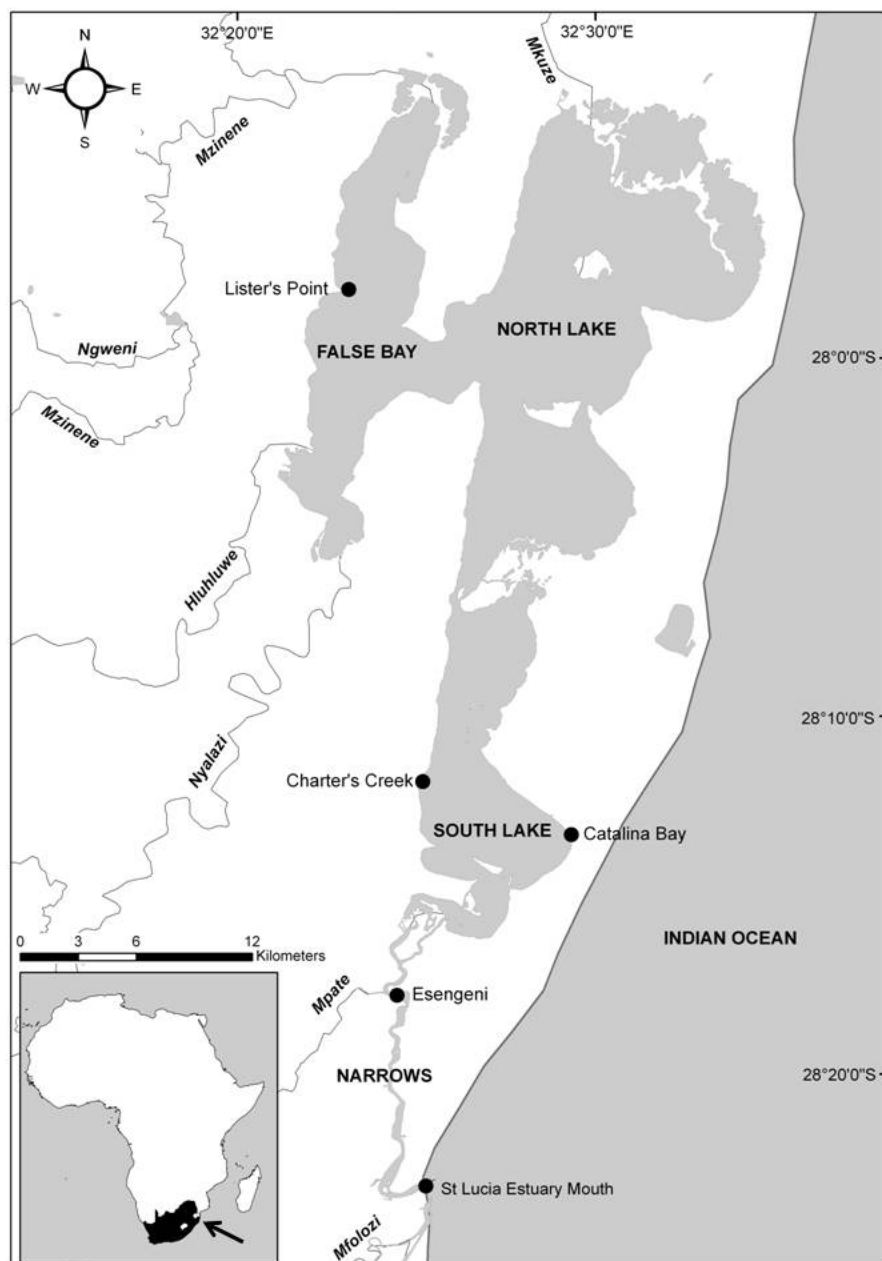 32°20'0"E
32°30'0"E
N
W
E
S
Mkuze
Mzinene
Lister's Point
NORTH LAKE
FALSE BAY
Ngweni
28°0'0"S
Mzinene
Hluhluwe
28°10'0"S
Nyalazi
Charter's Creek
SOUTH LAKE
Catalina Bay
INDIAN OCEAN
0 3 6 12
Kilometers
Mpate
Esengeni
NARROWS
28°20'0"S
St Lucia Estuary Mouth
Mfolozi